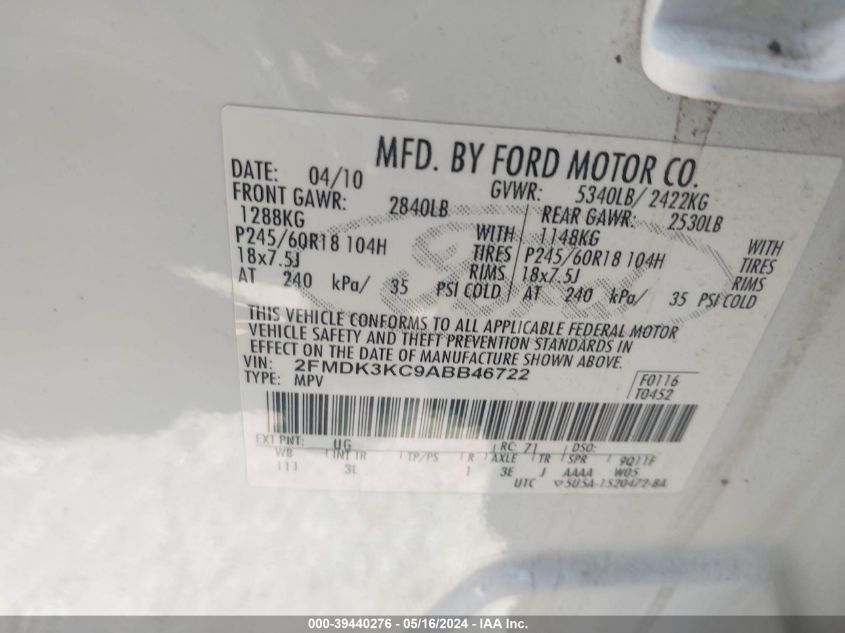 MFD. BY FORD MOTOR CO.
DATE: 04/10 GVWR: 5340LB/ 2422KG
FRONT GAWR: 2840LB REAR GAWR: 2530LB
1288KG WITH 1148KG WITH
P245/60R18 104H TIRES P245/60R18 104H TIRES
18x7.5J RIMS 18x7.5J RIMS
AT 240 kPa/ 35 PSI COLD AT 240 kPa/ 35 PSI COLD
Ford
THIS VEHICLE CONFORMS TO ALL APPLICABLE FEDERAL MOTOR
VEHICLE SAFETY AND THEFT PREVENTION STANDARDS IN
EFFECT ON THE DATE OF MANUFACTURE SHOWN ABOVE.
VIN: 2FMDK3KC9ABB46722
TYPE: MPV
F0116
T0452
EXT PNT: UG RC: 71 DSO:
WB INT TR TP/PS R AXLE TR SPR 9Q11F
111 3L 1 3E J AAAA W05
UTC 5U5A-1520472-BA
000-39440276 - 05/16/2024 - IAA Inc.